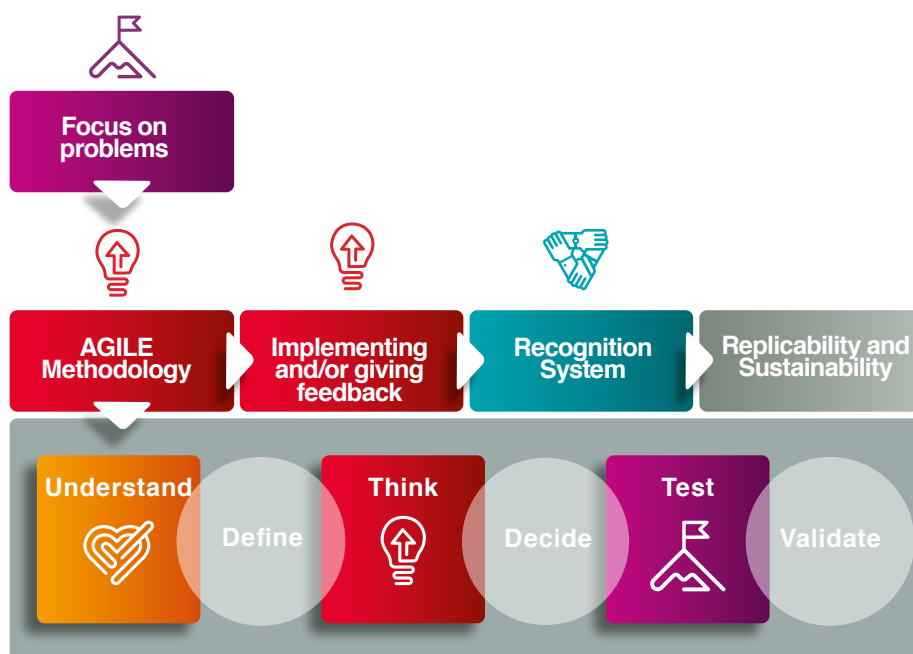 Focus on
problems
AGILE
Methodology
Implementing
and/or giving
feedback
Recognition
System
Replicability and
Sustainability
Understand
Define
Think
Decide
Test
Validate